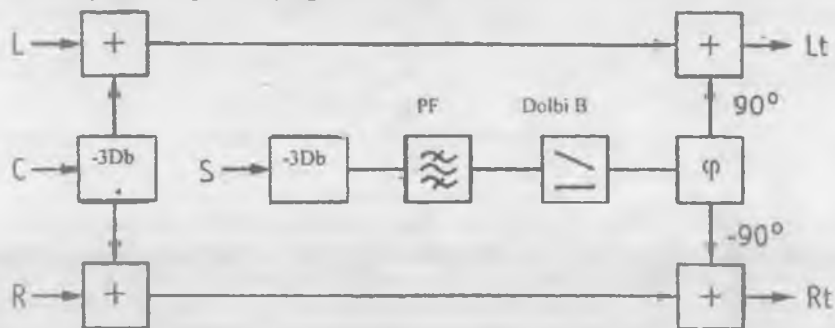 L + + Lt
PF Dolbi B 90°
C -3Db S -3Db φ
-90°
R + + Rt